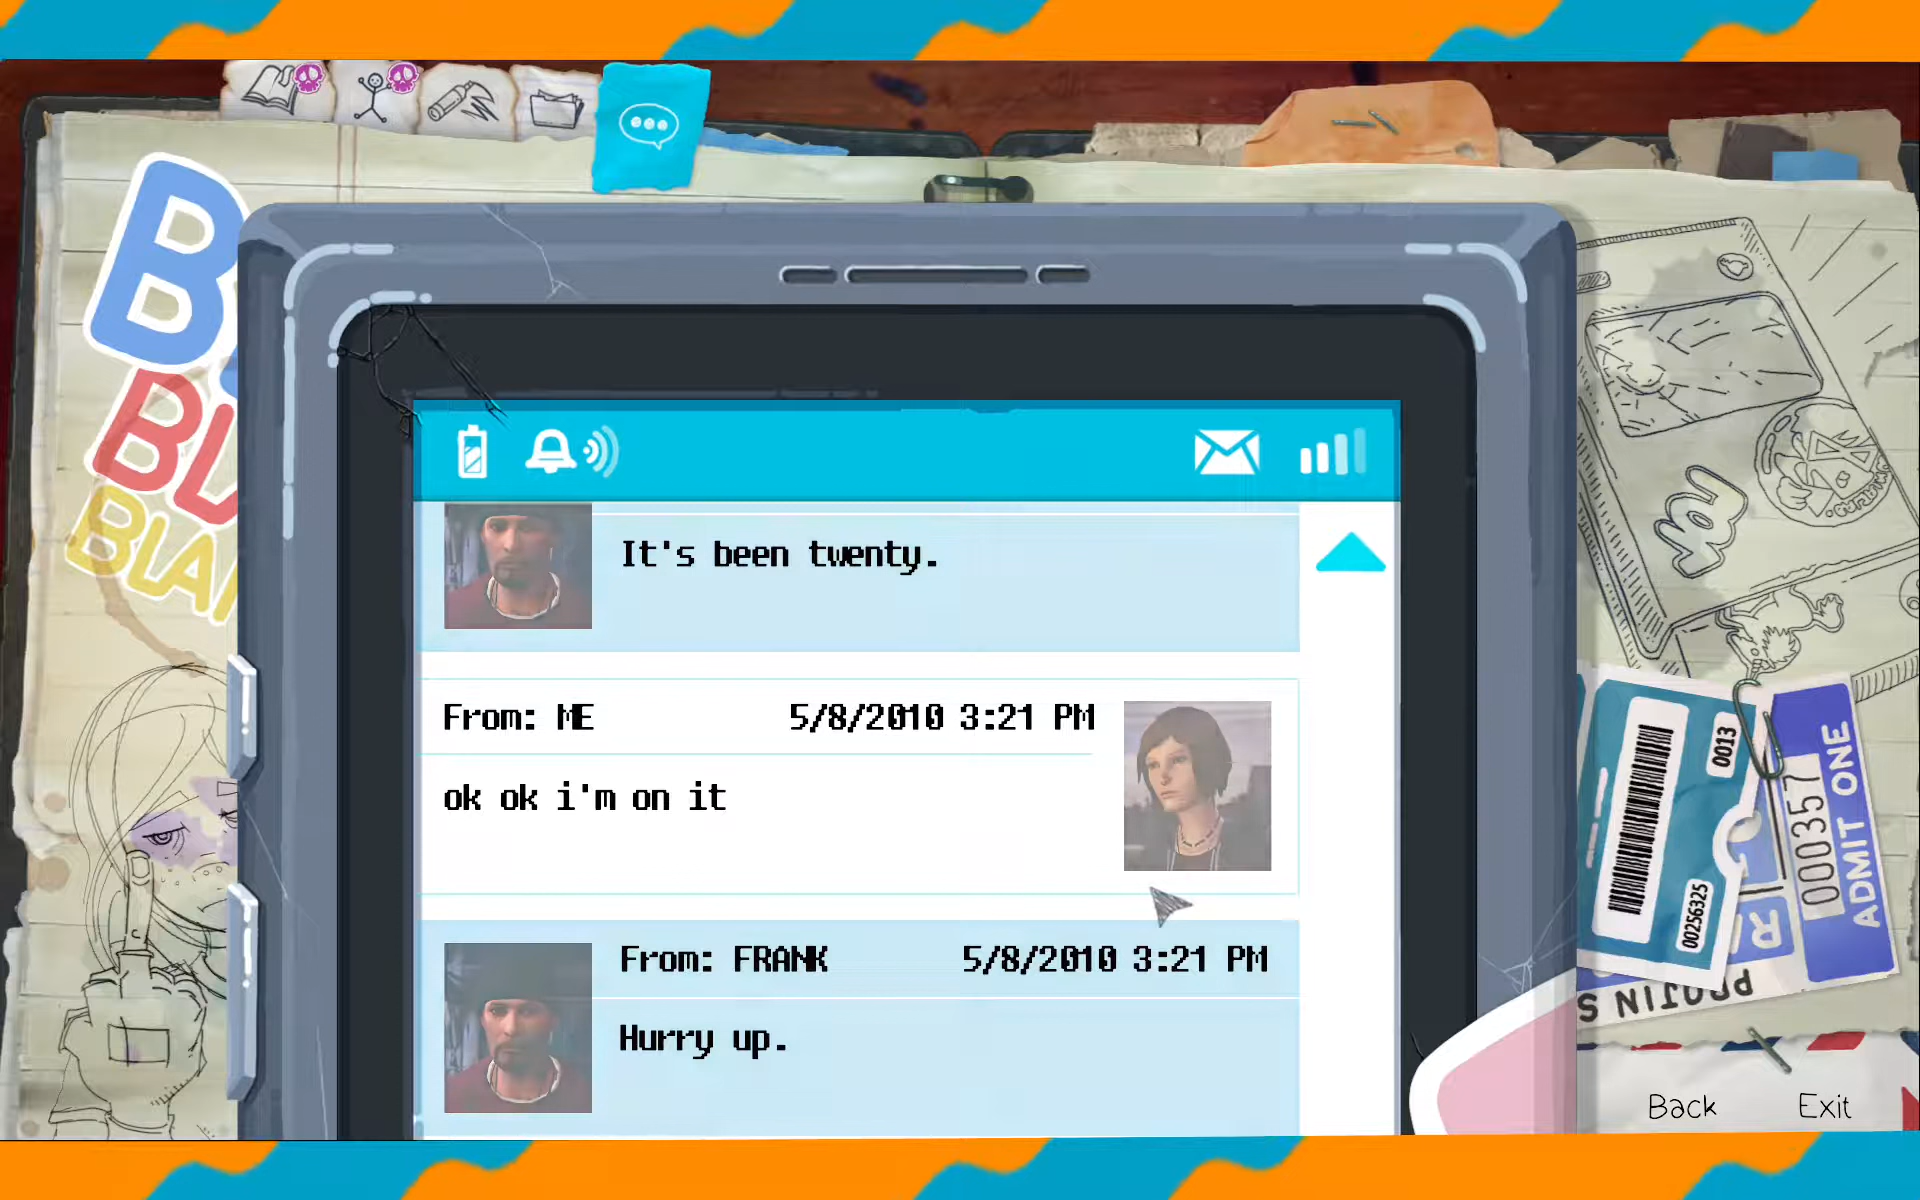 It's been twenty.
From: ME 5/8/2010 3:21 PM
ok ok i'm on it
From: FRANK 5/8/2010 3:21 PM
Hurry up.
0013
00256325
000357
ADMIT ONE
Back
Exit